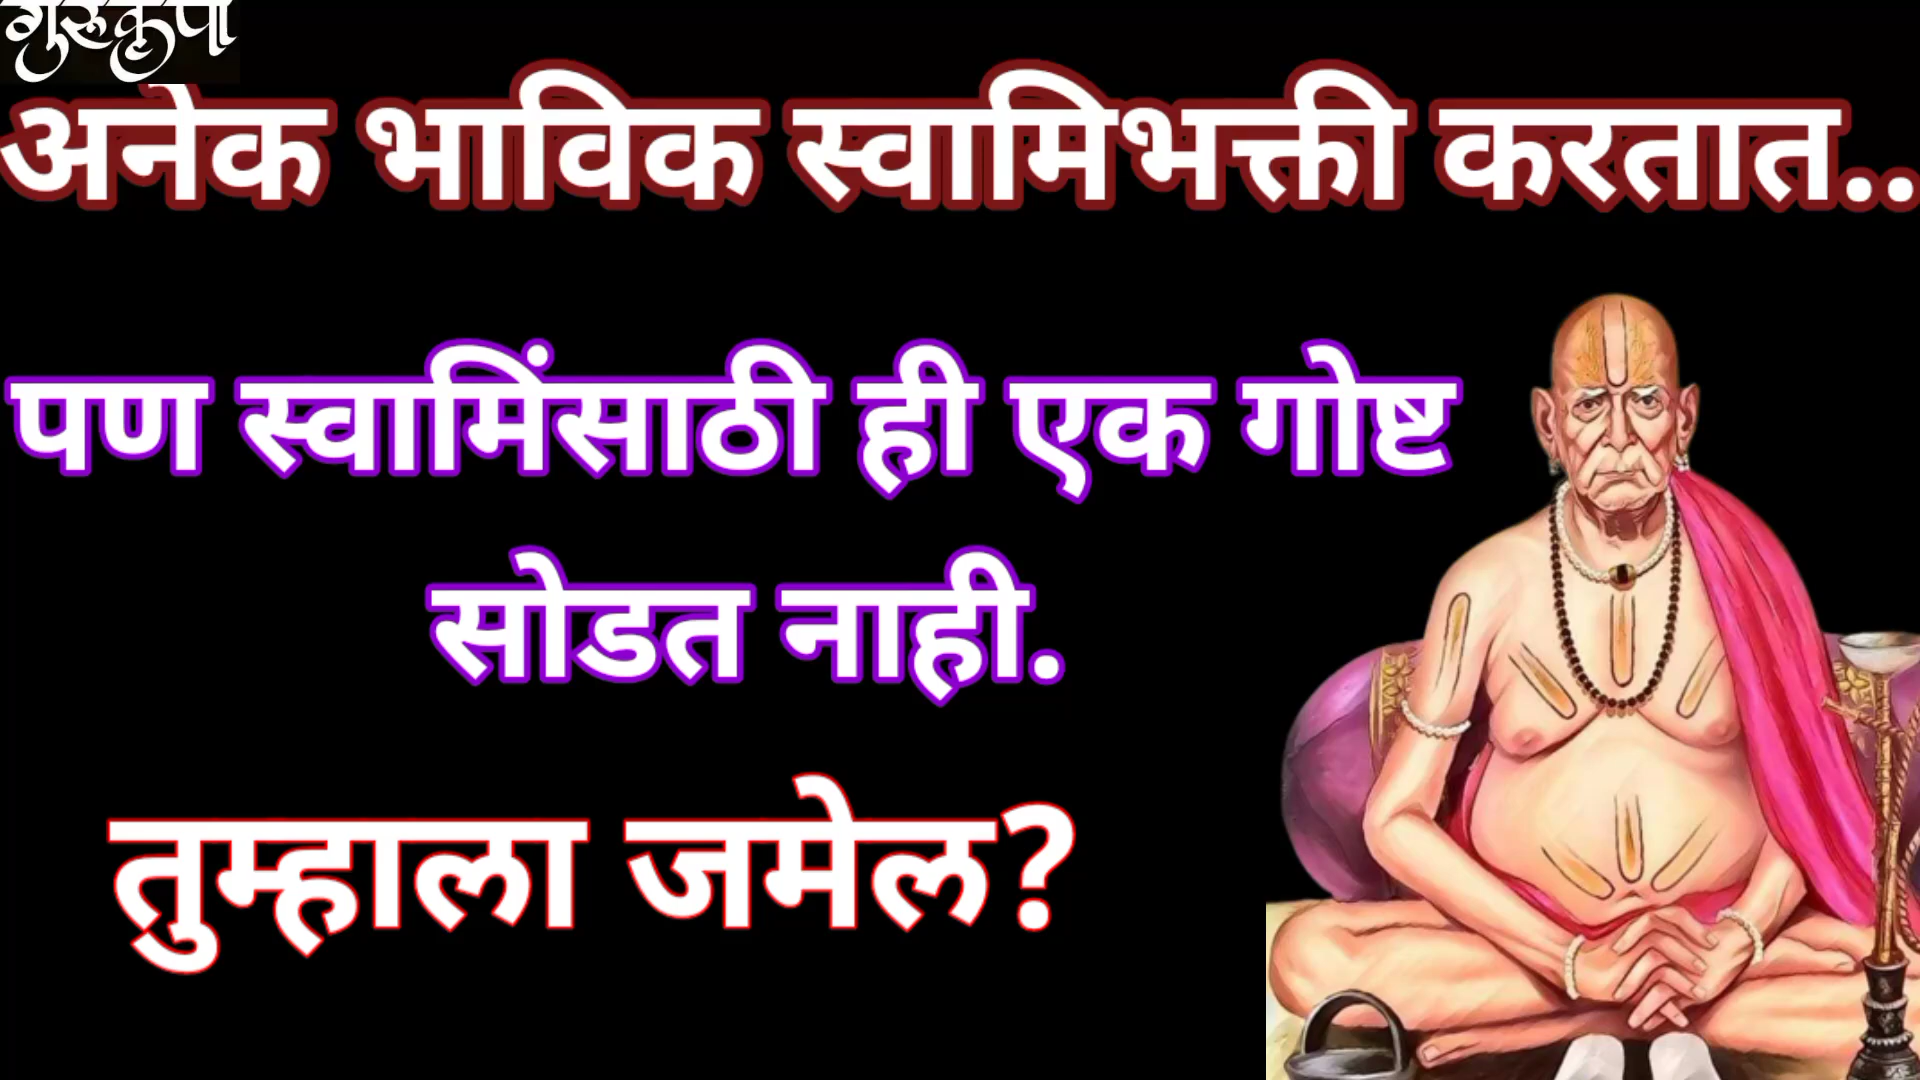 गुरुकृपा
अनेक भाविक स्वामिभक्ती करतात..
पण स्वामिंसाठी ही एक गोष्ट
सोडत नाही.
तुम्हाला जमेल?